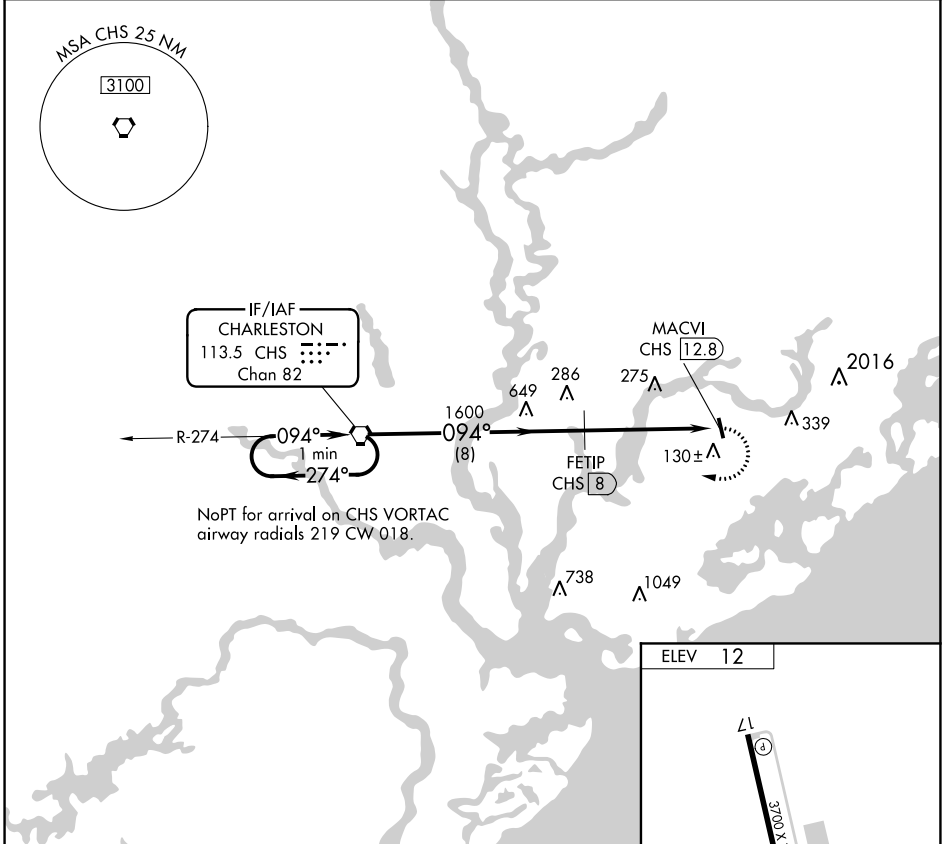 MSA CHS 25 NM
3100
IF/IAF
CHARLESTON
113.5 CHS
Chan 82
MACVI
CHS 12.8
2016
649
286
275
339
R-274
094°
1 min
274°
1600
094°
(8)
130±
FETIP
CHS 8
NoPT for arrival on CHS VORTAC
airway radials 219 CW 018.
738
1049
ELEV 12
17
P
3700 X